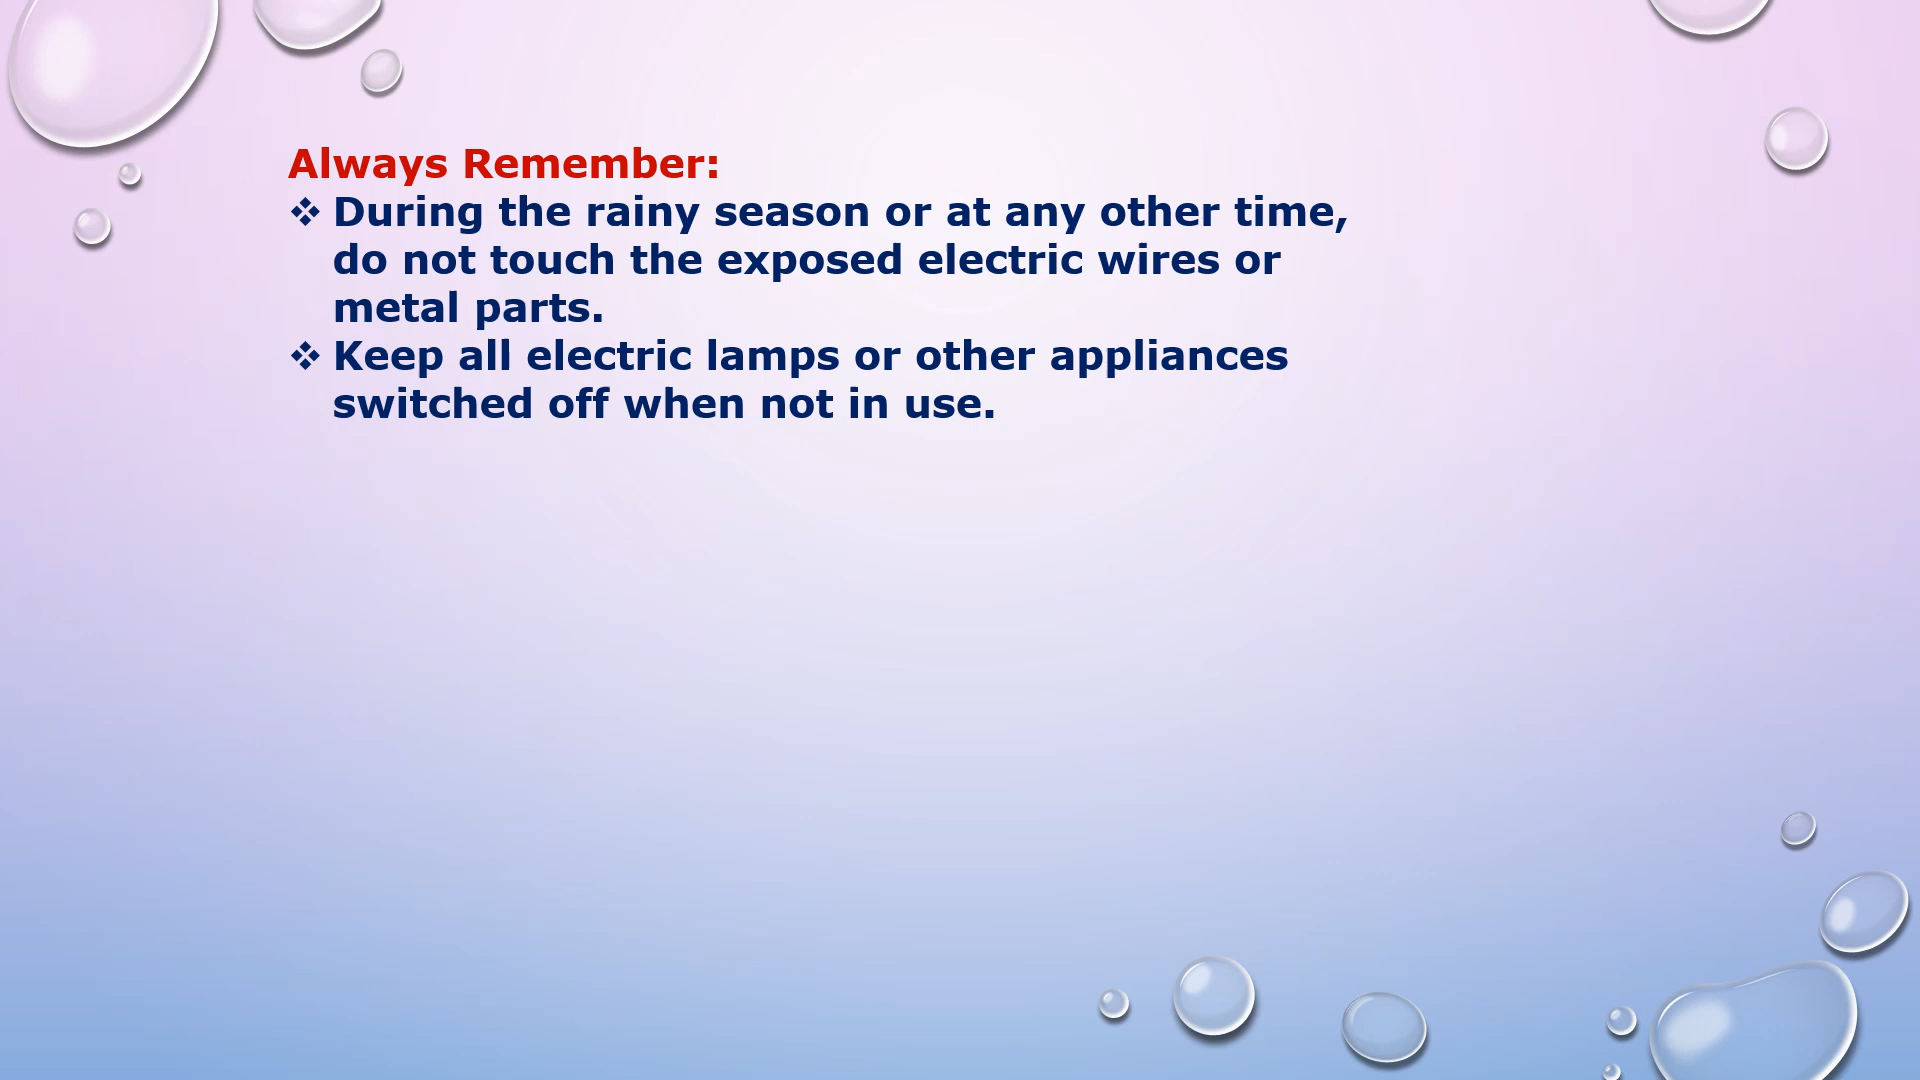 Always Remember:
❖ During the rainy season or at any other time,
do not touch the exposed electric wires or
metal parts.
❖ Keep all electric lamps or other appliances
switched off when not in use.